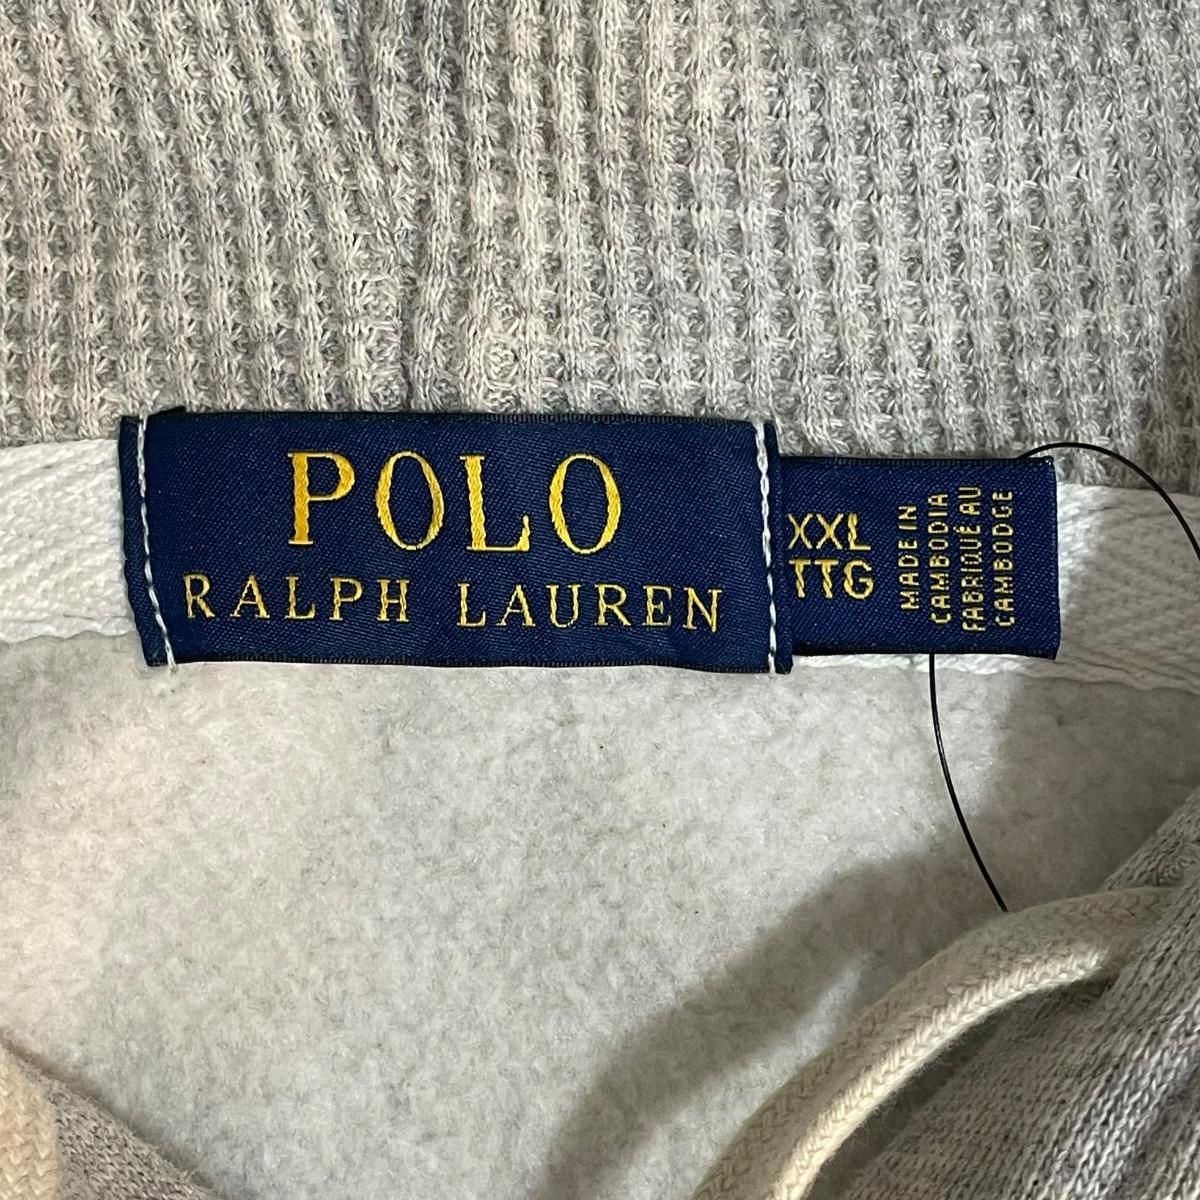 POLO
RALPH LAUREN
XXL
TTG
MADE IN
CAMBODIA
FABRIQUÉ AU
CAMBODGE